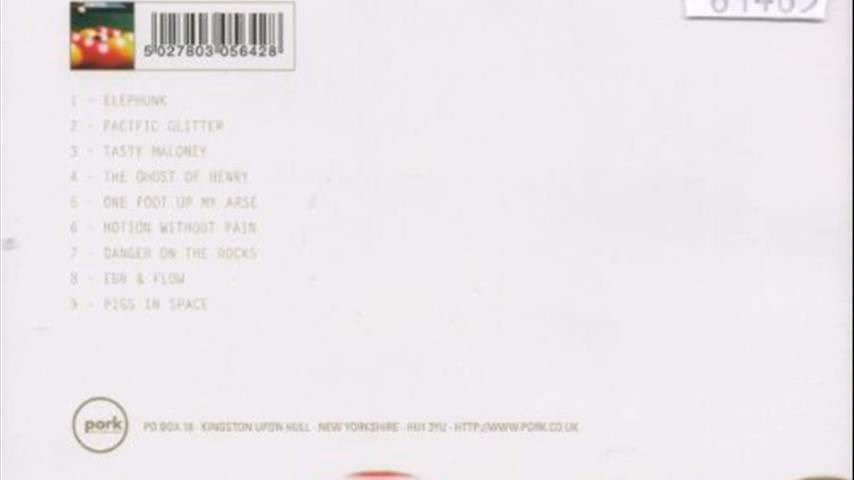 5 027803 056428
1 - ELEPHUNK
2 - PACIFIC GLITTER
3 - TASTY MALONEY
4 - THE GHOST OF HENRY
5 - ONE FOOT UP MY ARSE
6 - MOTION WITHOUT PAIN
7 - DANGER ON THE ROCKS
8 - EBB & FLOW
9 - PIGS IN SPACE
pork
PO BOX 18 · KINGSTON UPON HULL · NEW YORKSHIRE · HU1 3YU · HTTP://WWW.PORK.CO.UK